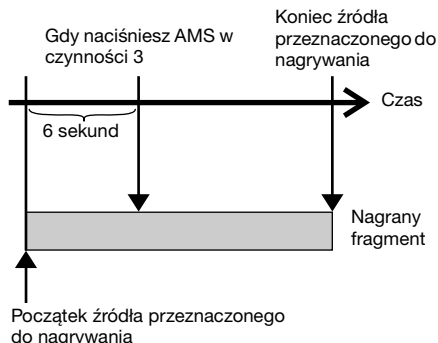 Gdy naciśniesz AMS w
czynności 3
Koniec źródła
przeznaczonego do
nagrywania
Czas
6 sekund
Nagrany
fragment
Początek źródła przeznaczonego
do nagrywania